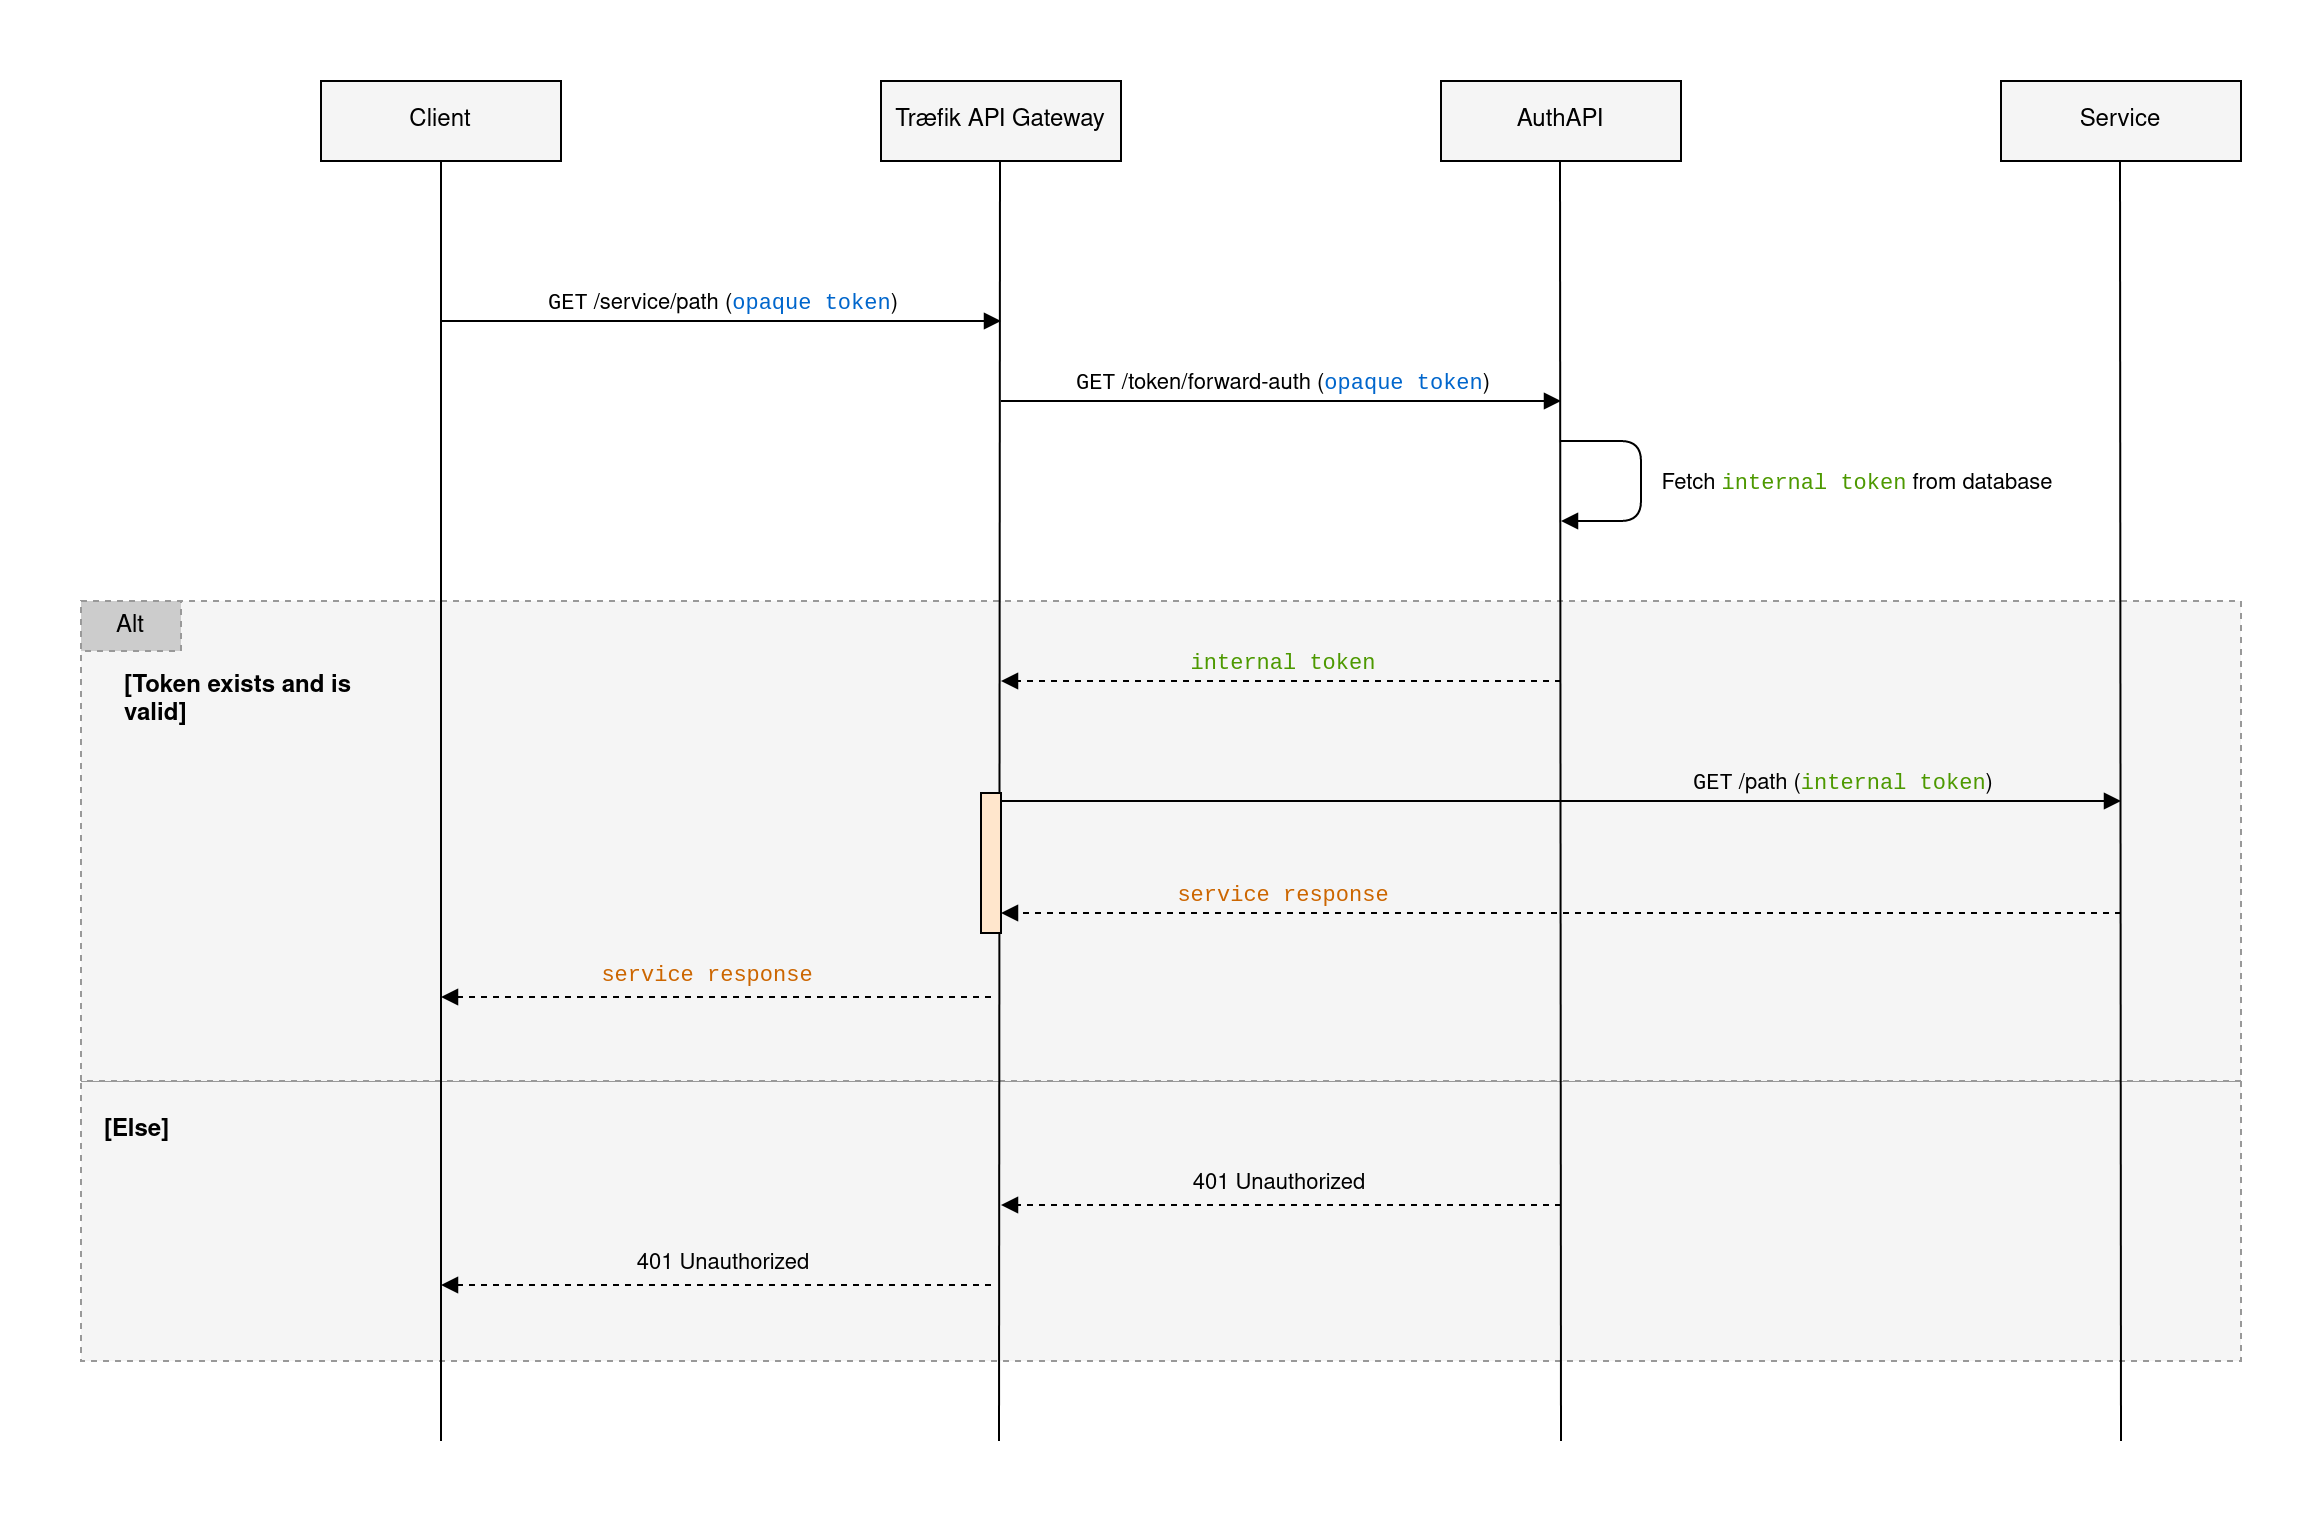 Client
Træfik API Gateway
AuthAPI
Service
GET /service/path (opaque token)
GET /token/forward-auth (opaque token)
Fetch internal token from database
Alt
internal token
[Token exists and is
valid]
GET /path (internal token)
service response
service response
[Else]
401 Unauthorized
401 Unauthorized